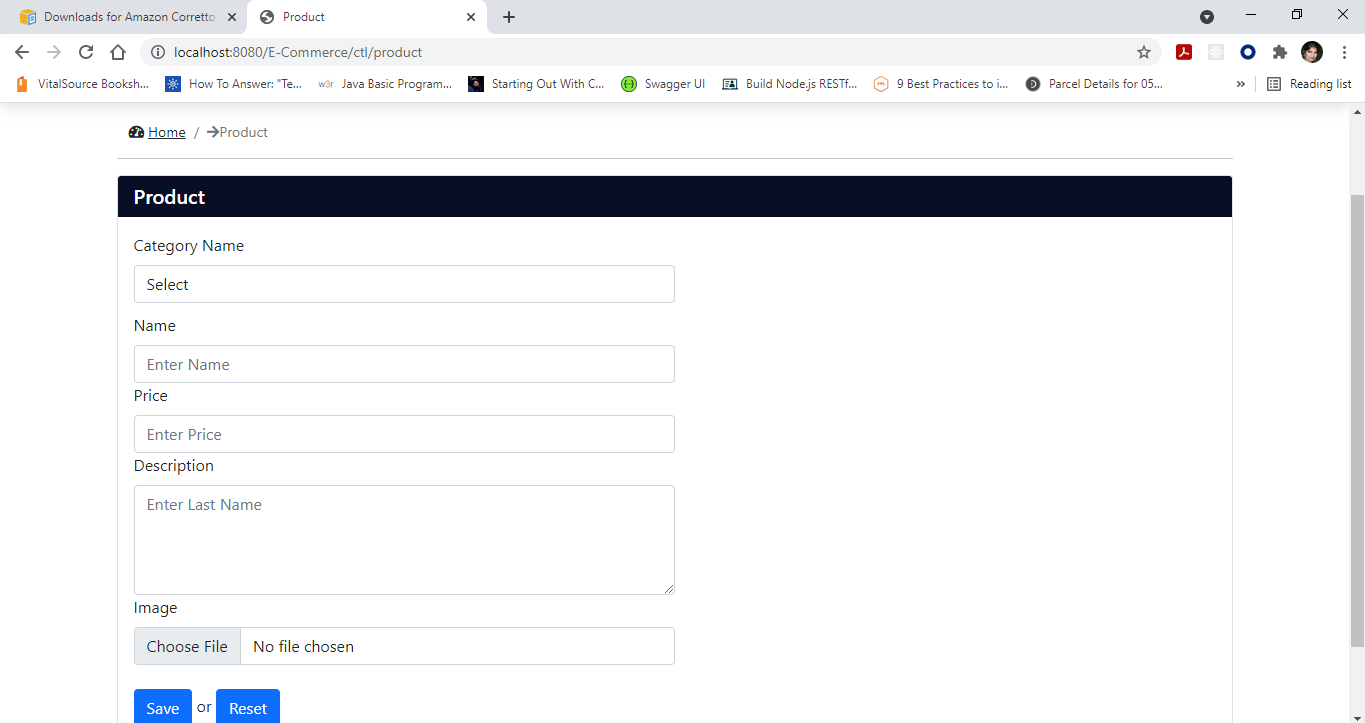 Downloads for Amazon Corretto
Product
localhost:8080/E-Commerce/ctl/product
VitalSource Booksh...
How To Answer: "Te...
w3r Java Basic Program...
Starting Out With C...
Swagger UI
Build Node.js RESTf...
9 Best Practices to i...
Parcel Details for 05...
»
Reading list
Home / Product
Product
Category Name
Select
Name
Enter Name
Price
Enter Price
Description
Enter Last Name
Image
Choose File No file chosen
Save or Reset